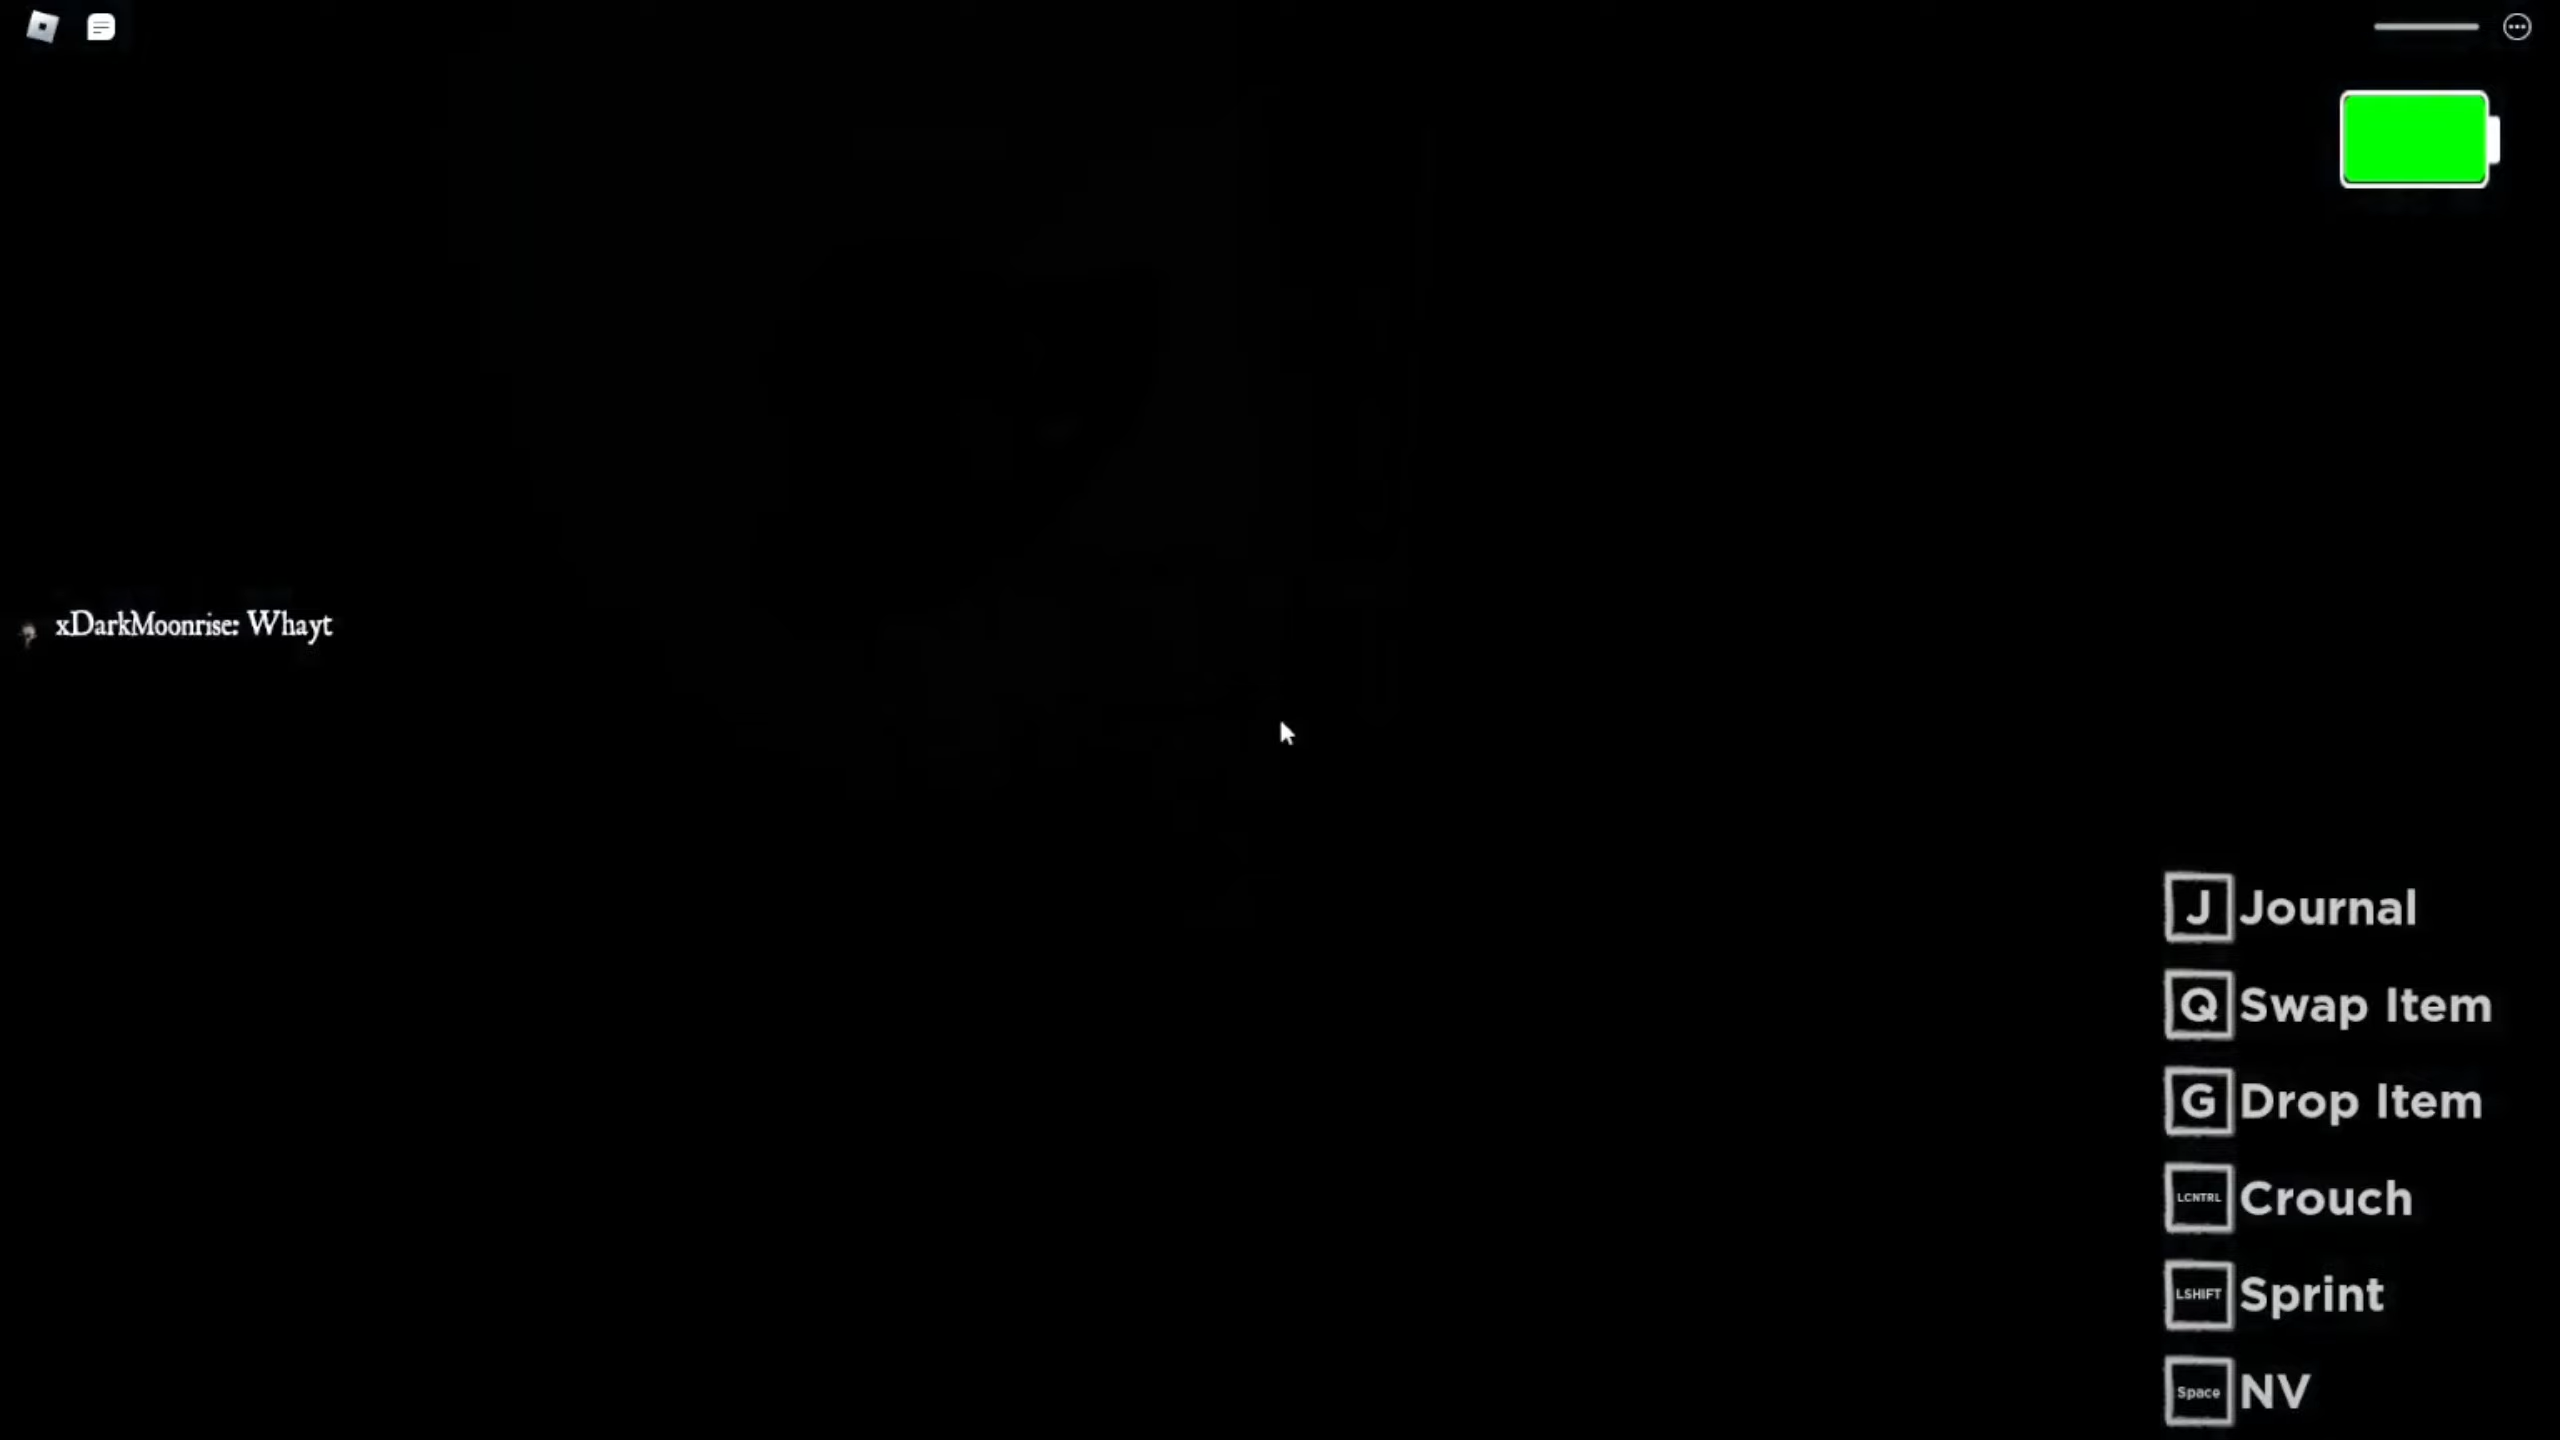 xDarkMoonrise: Whayt
J Journal
Q Swap Item
G Drop Item
LCNTRL Crouch
LSHIFT Sprint
Space NV